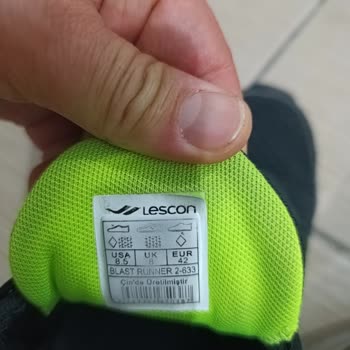 Lescon
USA UK EUR
8.5 8 42
BLAST RUNNER 2-633
Çin'de Üretilmiştir